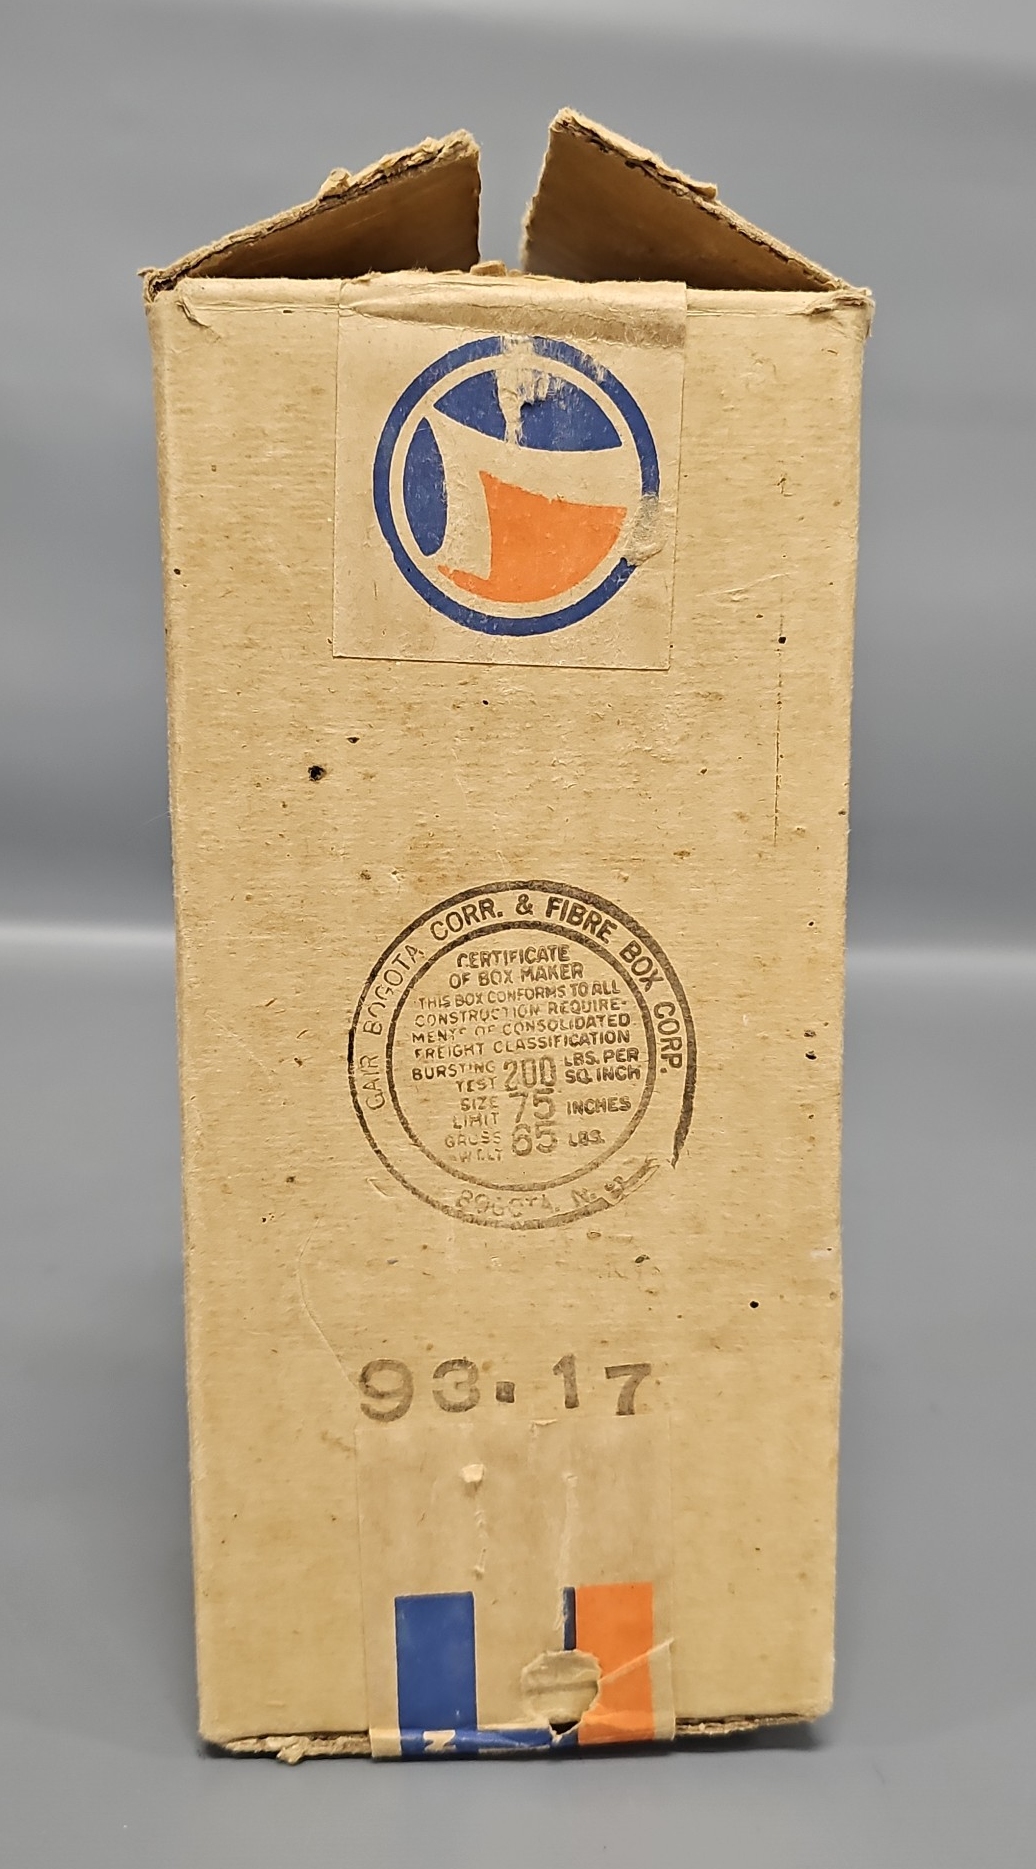 GAIR BOGOTA CORR. & FIBRE BOX CORP.
CERTIFICATE
OF BOX MAKER
THIS BOX CONFORMS TO ALL
CONSTRUCTION REQUIRE-
MENTS OF CONSOLIDATED
FREIGHT CLASSIFICATION
BURSTING TEST 200 LBS. PER SQ. INCH
SIZE LIMIT 75 INCHES
GROSS WT. LT. 65 LBS.
BOGOTA, N.
93.17
N